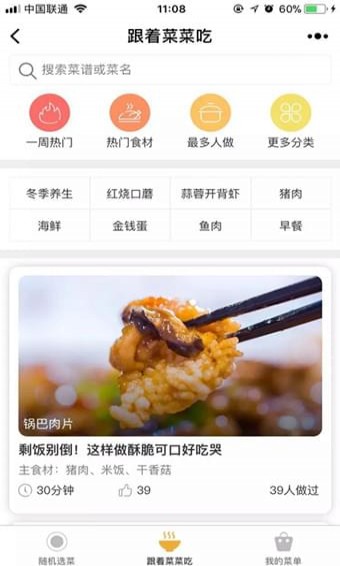 中国联通 11:08 60%
跟着菜菜吃
搜索菜谱或菜名
一周热门 热门食材 最多人做 更多分类
冬季养生 红烧口蘑 蒜蓉开背虾 猪肉
海鲜 金钱蛋 鱼肉 早餐
锅巴肉片
剩饭别倒！这样做酥脆可口好吃哭
主食材：猪肉、米饭、干香菇
30分钟 39 39人做过
随机选菜 跟着菜菜吃 我的菜单